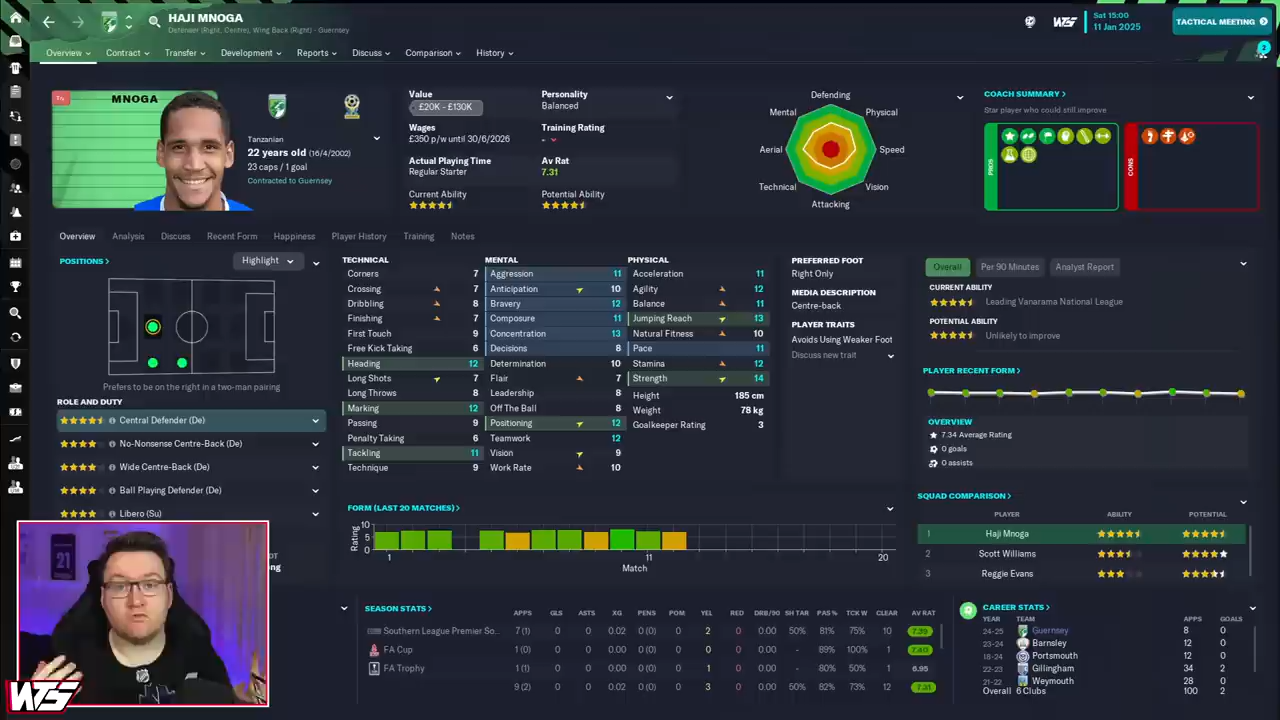 HAJI MNOGA
Defender (Right, Centre), Wing Back (Right) - Guernsey
WTS
Sat 15:00
11 Jan 2025
TACTICAL MEETING
2
Overview Contract Transfer Development Reports Discuss Comparison History
Trn
MNOGA
Tanzanian
22 years old (16/4/2002)
23 caps / 1 goal
Contracted to Guernsey
Value
£20K - £130K
Personality
Balanced
Wages
£350 p/w until 30/6/2026
Training Rating
-
Actual Playing Time
Regular Starter
Av Rat
7.31
Current Ability
Potential Ability
Defending
Mental Physical
Aerial Speed
Technical Vision
Attacking
COACH SUMMARY
Star player who could still improve
PROS
CONS
Overview Analysis Discuss Recent Form Happiness Player History Training Notes
POSITIONS
Highlight
Prefers to be on the right in a two-man pairing
ROLE AND DUTY
Central Defender (De)
No-Nonsense Centre-Back (De)
Wide Centre-Back (De)
Ball Playing Defender (De)
Libero (Su)
TECHNICAL
Corners 7
Crossing 7
Dribbling 8
Finishing 7
First Touch 9
Free Kick Taking 6
Heading 12
Long Shots 7
Long Throws 8
Marking 12
Passing 9
Penalty Taking 6
Tackling 11
Technique 9
MENTAL
Aggression 11
Anticipation 10
Bravery 12
Composure 11
Concentration 13
Decisions 8
Determination 10
Flair 7
Leadership 8
Off The Ball 8
Positioning 12
Teamwork 12
Vision 9
Work Rate 10
PHYSICAL
Acceleration 11
Agility 12
Balance 11
Jumping Reach 13
Natural Fitness 10
Pace 11
Stamina 12
Strength 14
Height 185 cm
Weight 78 kg
Goalkeeper Rating 3
PREFERRED FOOT
Right Only
MEDIA DESCRIPTION
Centre-back
PLAYER TRAITS
Avoids Using Weaker Foot
Discuss new trait
Overall Per 90 Minutes Analyst Report
CURRENT ABILITY
Leading Vanarama National League
POTENTIAL ABILITY
Unlikely to improve
PLAYER RECENT FORM
OVERVIEW
7.34 Average Rating
0 goals
0 assists
FORM (LAST 20 MATCHES)
Rating
10
5
0
1 11 20
Match
SQUAD COMPARISON
PLAYER ABILITY POTENTIAL
1 Haji Mnoga
2 Scott Williams
3 Reggie Evans
21
WTS
SEASON STATS
APPS GLS ASTS XG PENS POM YEL RED DRB/90 SH TAR PAS % TCK W CLEAR AV RAT
Southern League Premier So... 7 (1) 0 0 0.02 0 (0) 0 2 0 0.00 50% 81% 75% 10 7.39
FA Cup 1 (0) 0 0 0.00 0 (0) 0 0 0 0.00 - 89% 100% 1 7.40
FA Trophy 1 (1) 0 0 0.00 0 (0) 0 1 0 0.00 - 85% 50% 1 6.95
9 (2) 0 0 0.02 0 (0) 0 3 0 0.00 50% 82% 73% 12 7.31
CAREER STATS
YEAR TEAM APPS GOALS
24-25 Guernsey 8 0
23-24 Barnsley 12 0
18-24 Portsmouth 12 0
22-23 Gillingham 34 2
21-22 Weymouth 28 0
Overall 6 Clubs 100 2